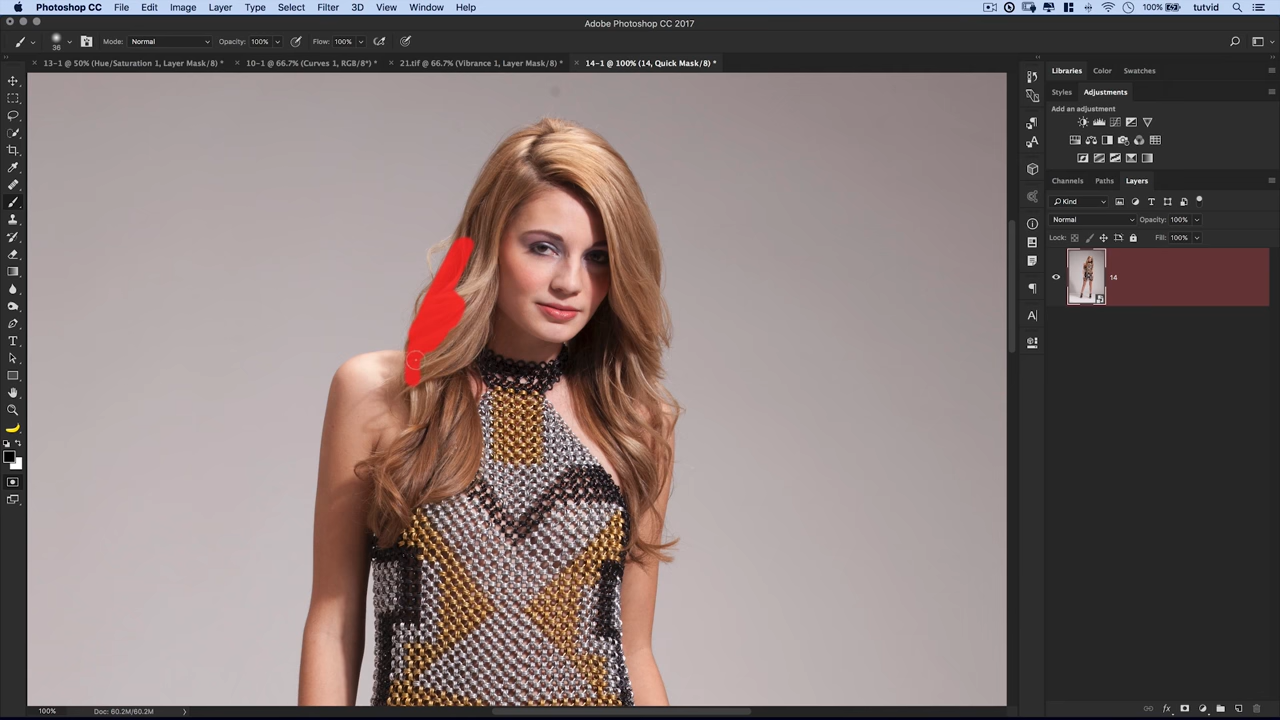 Photoshop CC File Edit Image Layer Type Select Filter 3D View Window Help 100% tutvid
Adobe Photoshop CC 2017
36 Mode: Normal Opacity: 100% Flow: 100%
13-1 @ 50% (Hue/Saturation 1, Layer Mask/8) * 10-1 @ 66.7% (Curves 1, RGB/8*) * 21.tif @ 66.7% (Vibrance 1, Layer Mask/8) * 14-1 @ 100% (14, Quick Mask/8) *
Libraries Color Swatches
Styles Adjustments
Add an adjustment
Channels Paths Layers
Kind
Normal Opacity: 100%
Lock: Fill: 100%
14
100% Doc: 60.2M/60.2M